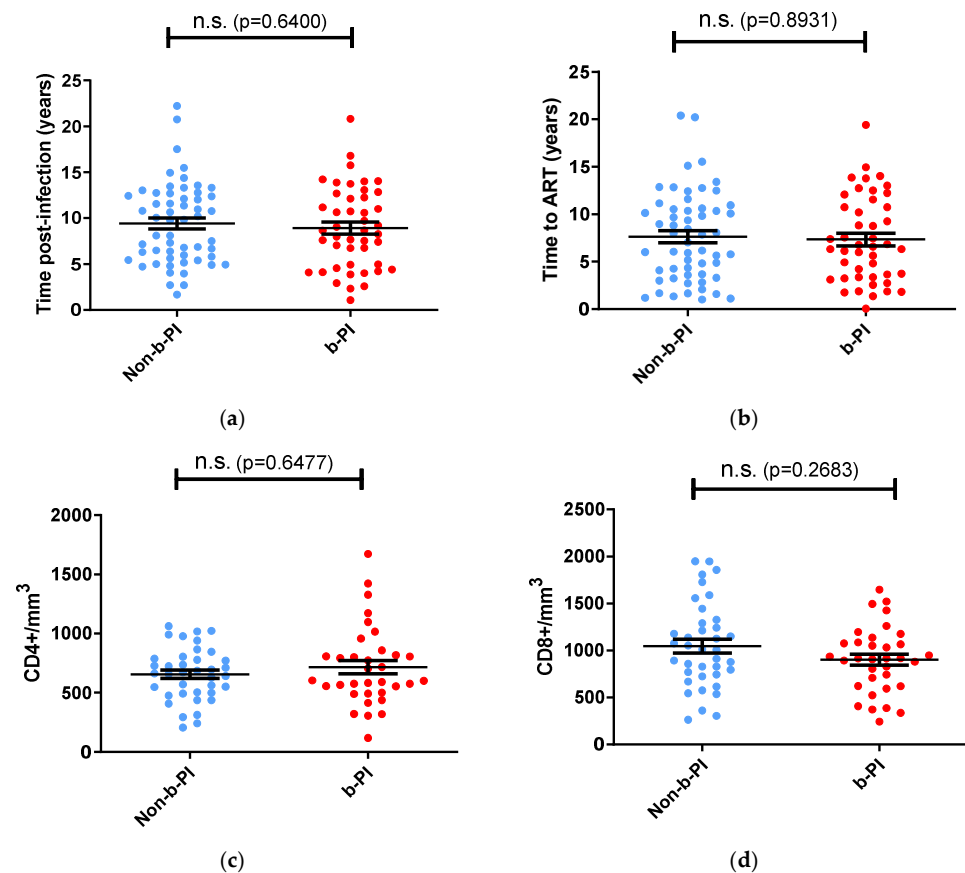 n.s. (p=0.6400)
Time post-infection (years)
25
20
15
10
5
0
Non-b-PI
b-PI
(a)
n.s. (p=0.8931)
Time to ART (years)
25
20
15
10
5
0
Non-b-PI
b-PI
(b)
n.s. (p=0.6477)
CD4+/mm³
2000
1500
1000
500
0
Non-b-PI
b-PI
(c)
n.s. (p=0.2683)
CD8+/mm³
2500
2000
1500
1000
500
0
Non-b-PI
b-PI
(d)